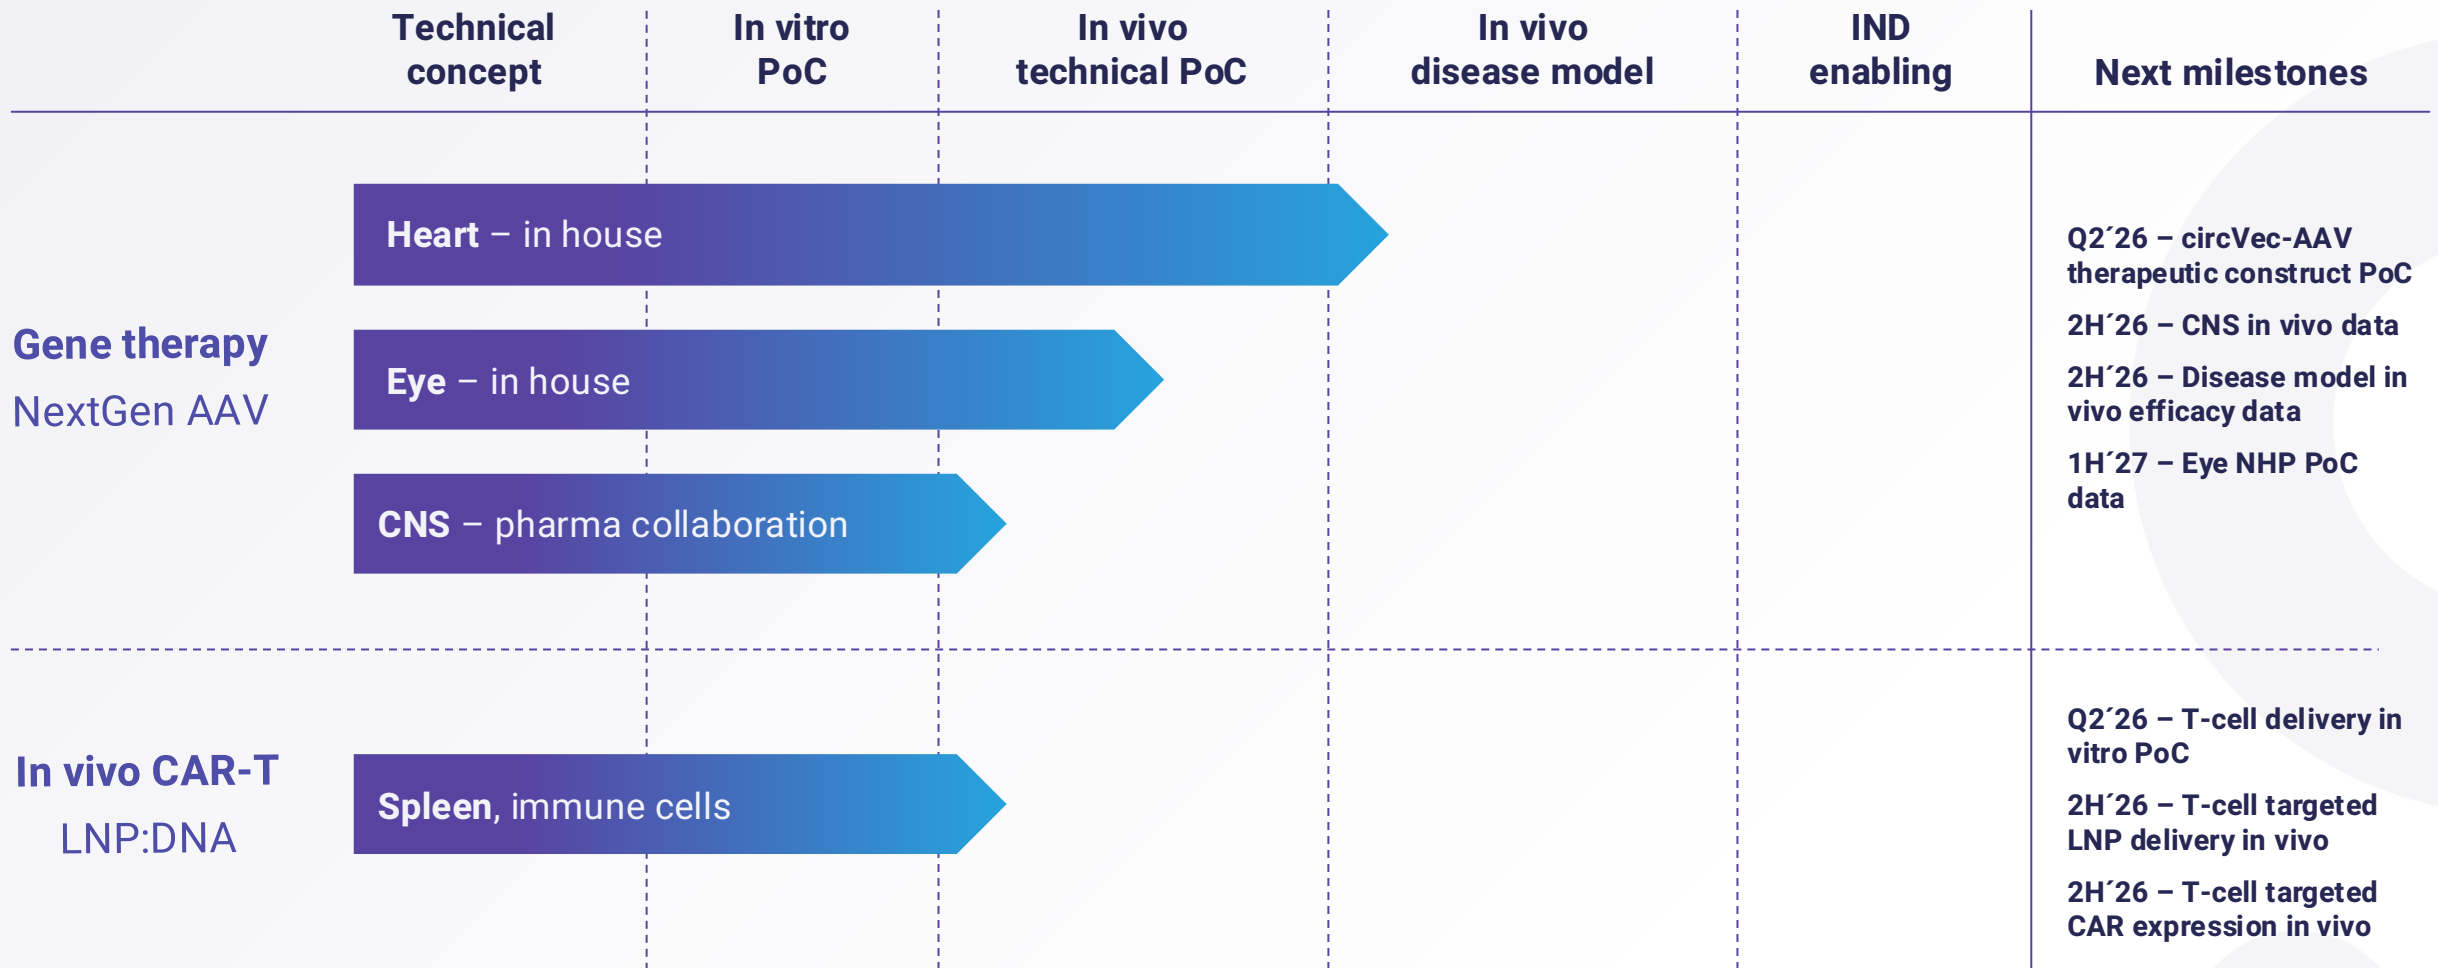 Technical
concept
In vitro
PoC
In vivo
technical PoC
In vivo
disease model
IND
enabling
Next milestones
Gene therapy
NextGen AAV
Heart – in house
Eye – in house
CNS – pharma collaboration
Q2´26 – circVec-AAV
therapeutic construct PoC
2H´26 – CNS in vivo data
2H´26 – Disease model in
vivo efficacy data
1H´27 – Eye NHP PoC
data
In vivo CAR-T
LNP:DNA
Spleen, immune cells
Q2´26 – T-cell delivery in
vitro PoC
2H´26 – T-cell targeted
LNP delivery in vivo
2H´26 – T-cell targeted
CAR expression in vivo